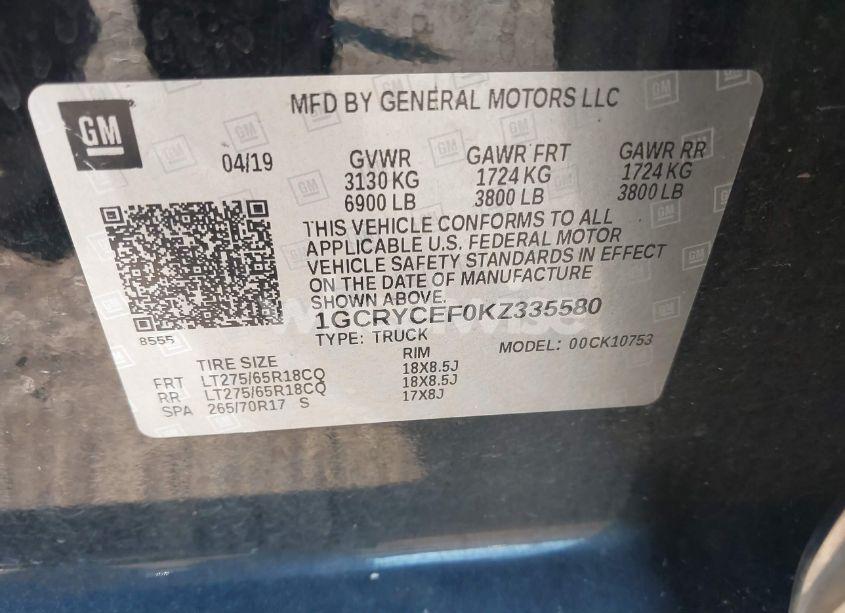 GM
MFD BY GENERAL MOTORS LLC
04/19
GVWR
3130 KG
6900 LB
GAWR FRT
1724 KG
3800 LB
GAWR RR
1724 KG
3800 LB
THIS VEHICLE CONFORMS TO ALL
APPLICABLE U.S. FEDERAL MOTOR
VEHICLE SAFETY STANDARDS IN EFFECT
ON THE DATE OF MANUFACTURE
SHOWN ABOVE.
1GCRYCEF0KZ335580
TYPE: TRUCK
MODEL: 00CK10753
8555
TIRE SIZE RIM
FRT LT275/65R18CQ 18X8.5J
RR LT275/65R18CQ 18X8.5J
SPA 265/70R17 S 17X8J